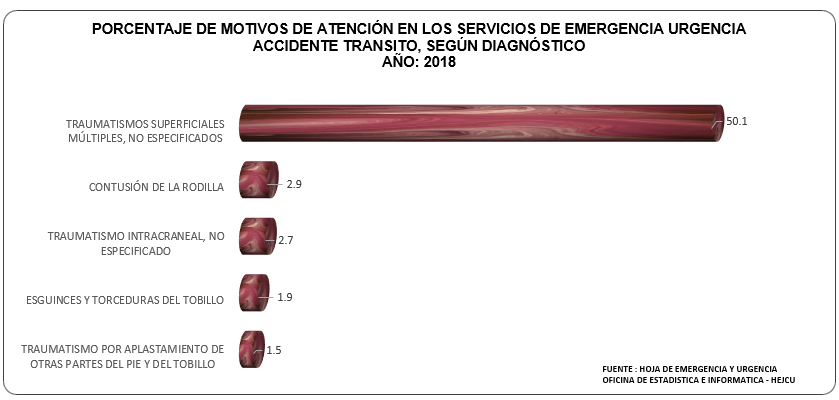 PORCENTAJE DE MOTIVOS DE ATENCIÓN EN LOS SERVICIOS DE EMERGENCIA URGENCIA
ACCIDENTE TRANSITO, SEGÚN DIAGNÓSTICO
AÑO: 2018
TRAUMATISMOS SUPERFICIALES
MÚLTIPLES, NO ESPECIFICADOS
50.1
CONTUSIÓN DE LA RODILLA
2.9
TRAUMATISMO INTRACRANEAL, NO
ESPECIFICADO
2.7
ESGUINCES Y TORCEDURAS DEL TOBILLO
1.9
TRAUMATISMO POR APLASTAMIENTO DE
OTRAS PARTES DEL PIE Y DEL TOBILLO
1.5
FUENTE : HOJA DE EMERGENCIA Y URGENCIA
OFICINA DE ESTADISTICA E INFORMATICA - HEJCU